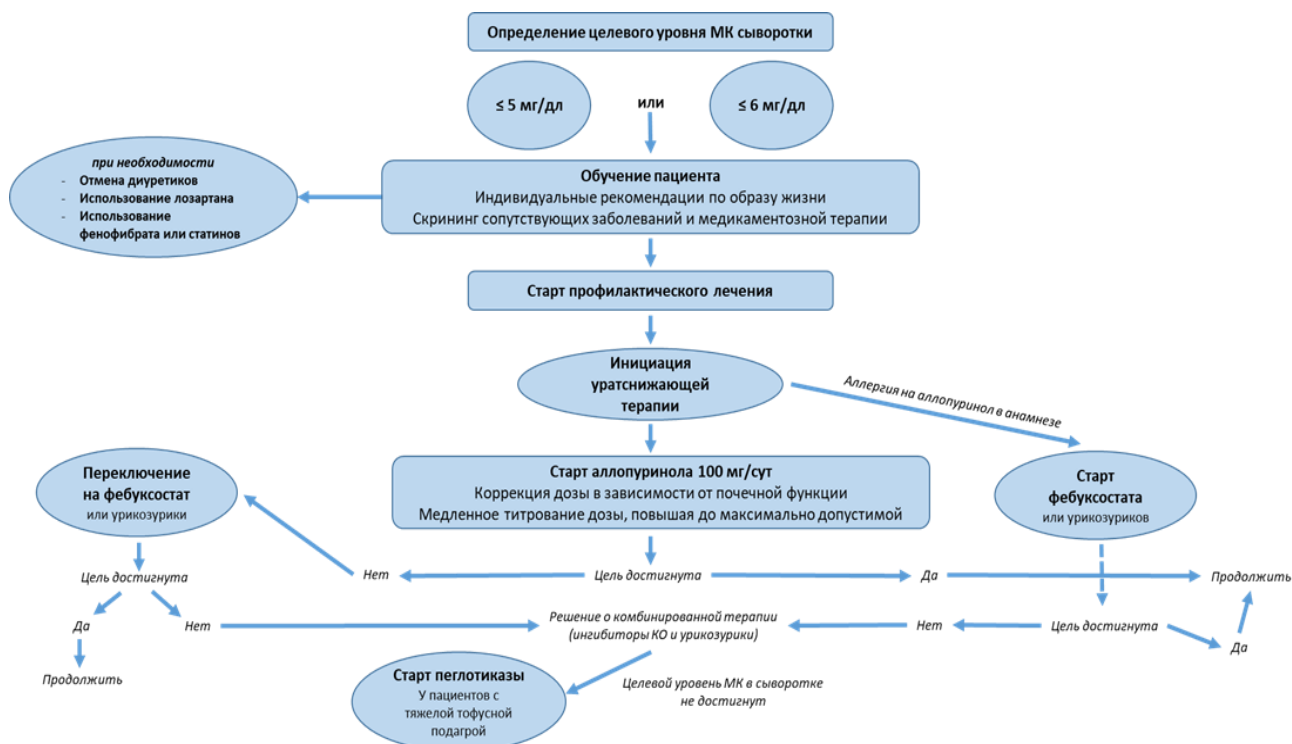 Определение целевого уровня МК сыворотки
≤ 5 мг/дл
или
≤ 6 мг/дл
при необходимости
- Отмена диуретиков
- Использование лозартана
- Использование
фенофибрата или статинов
Обучение пациента
Индивидуальные рекомендации по образу жизни
Скрининг сопутствующих заболеваний и медикаментозной терапии
Старт профилактического лечения
Инициация
уратснижающей
терапии
Аллергия на аллопуринол в анамнезе
Переключение
на фебуксостат
или урикозурики
Старт аллопуринола 100 мг/сут
Коррекция дозы в зависимости от почечной функции
Медленное титрование дозы, повышая до максимально допустимой
Старт
фебуксостата
или урикозуриков
Цель достигнута
Нет
Цель достигнута
Да
Продолжить
Да
Нет
Решение о комбинированной терапии
(ингибиторы КО и урикозурики)
Нет
Цель достигнута
Да
Продолжить
Старт пеглотиказы
У пациентов с
тяжелой тофусной
подагрой
Целевой уровень МК в сыворотке
не достигнут